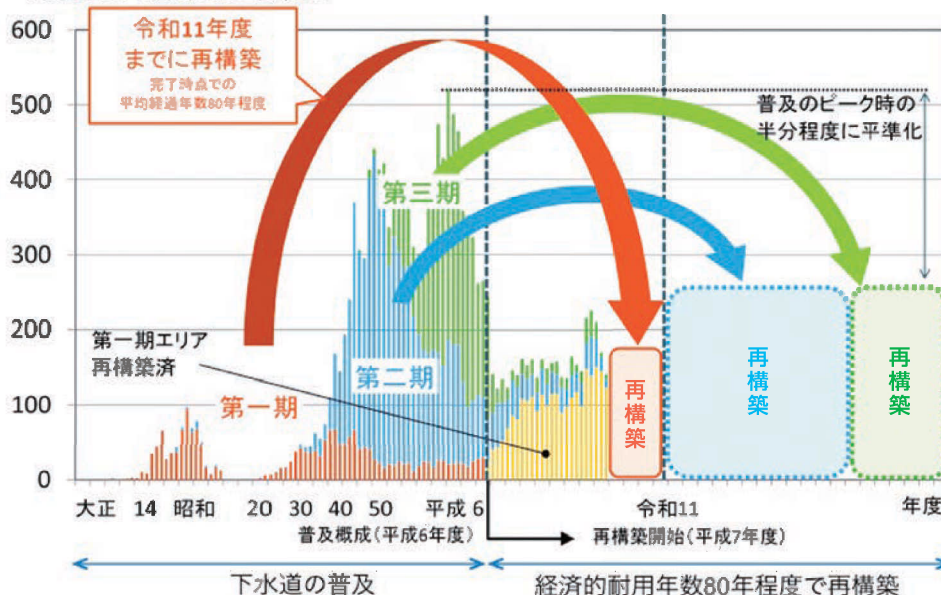 600
令和11年度
までに再構築
完了時点での
平均経過年数80年程度
500
普及のピーク時の
半分程度に平準化
400
第三期
300
200
第一期エリア
再構築済
第二期
再構築
再構築
再構築
100
第一期
0
大正 14 昭和 20 30 40 50 平成6 令和11 年度
普及概成(平成6年度)
再構築開始(平成7年度)
下水道の普及
経済的耐用年数80年程度で再構築